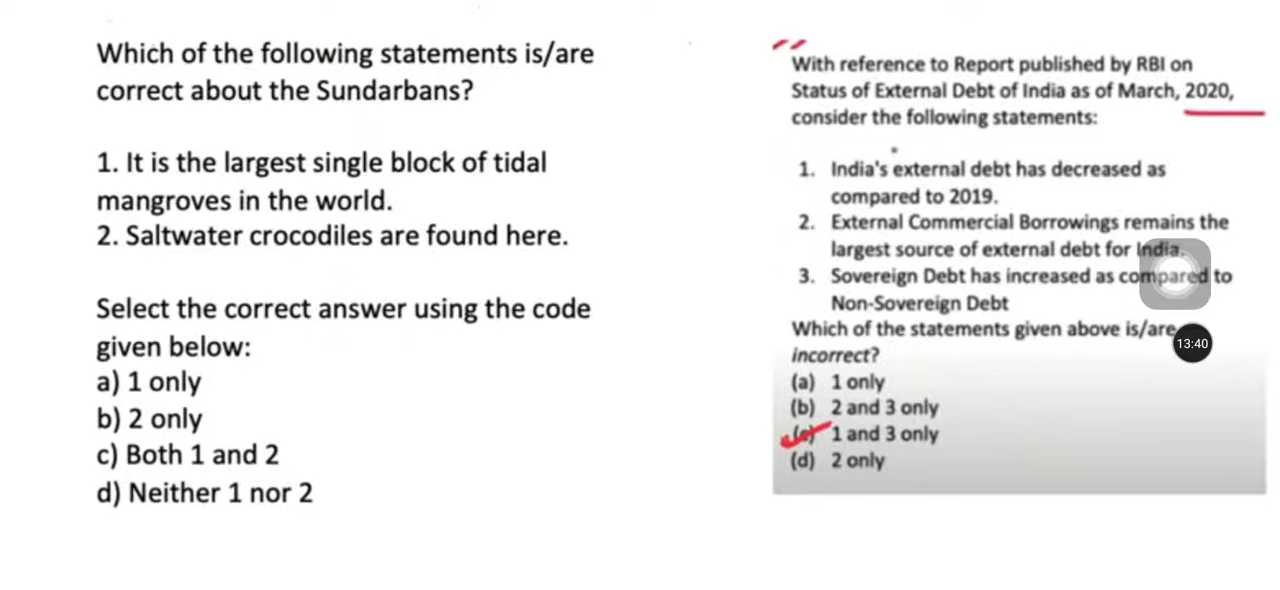 Which of the following statements is/are
correct about the Sundarbans?
1. It is the largest single block of tidal
mangroves in the world.
2. Saltwater crocodiles are found here.
Select the correct answer using the code
given below:
a) 1 only
b) 2 only
c) Both 1 and 2
d) Neither 1 nor 2
With reference to Report published by RBI on
Status of External Debt of India as of March, 2020,
consider the following statements:
1. India's external debt has decreased as
compared to 2019.
2. External Commercial Borrowings remains the
largest source of external debt for India.
3. Sovereign Debt has increased as compared to
Non-Sovereign Debt
Which of the statements given above is/are
13:40
incorrect?
(a) 1 only
(b) 2 and 3 only
(c) 1 and 3 only
(d) 2 only